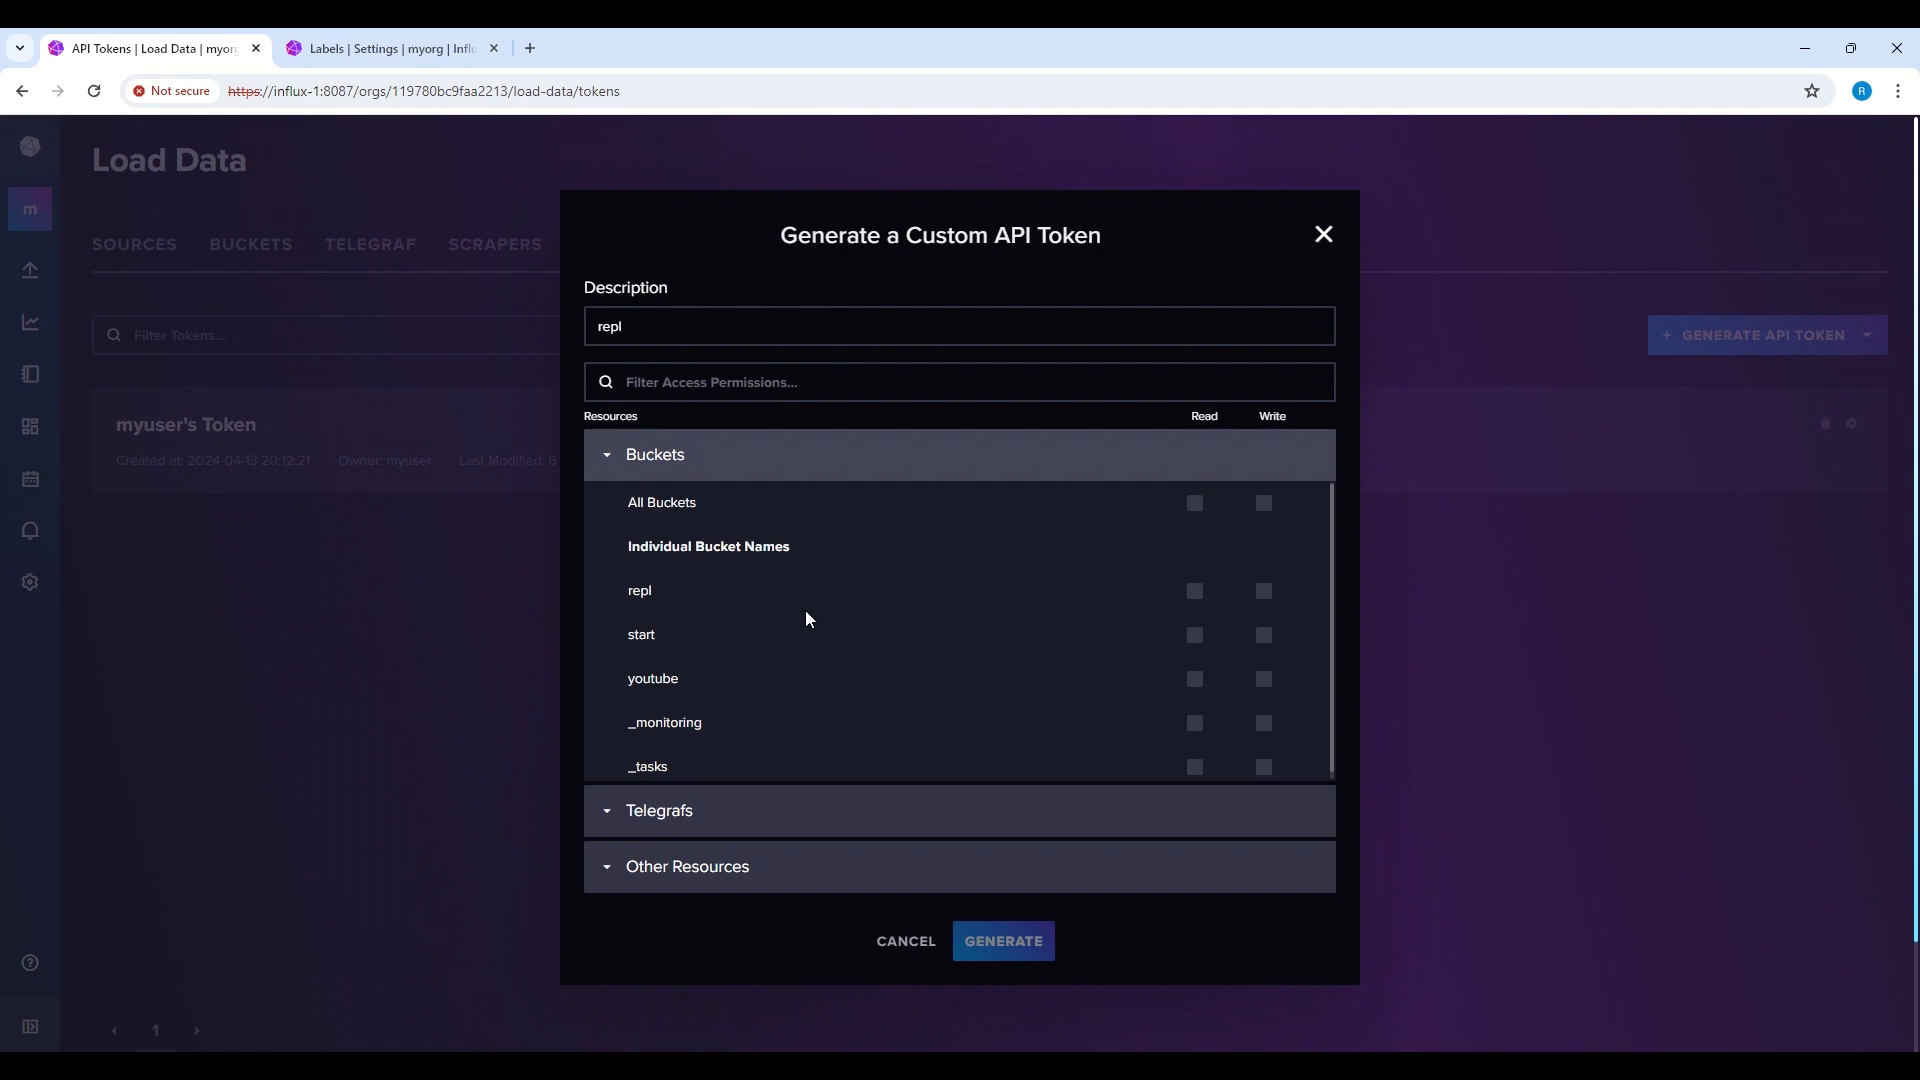 API Tokens | Load Data | myor
Labels | Settings | myorg | Influ
Not secure
https://influx-1:8087/orgs/119780bc9faa2213/load-data/tokens
R
Load Data
m
SOURCES BUCKETS TELEGRAF SCRAPERS
Filter Tokens...
+ GENERATE API TOKEN
myuser's Token
Created at: 2024-04-13 20:12:21 Owner: myuser Last Modified: 6
Generate a Custom API Token
Description
repl
Filter Access Permissions...
Resources Read Write
Buckets
All Buckets
Individual Bucket Names
repl
start
youtube
_monitoring
_tasks
Telegrafs
Other Resources
CANCEL GENERATE
1